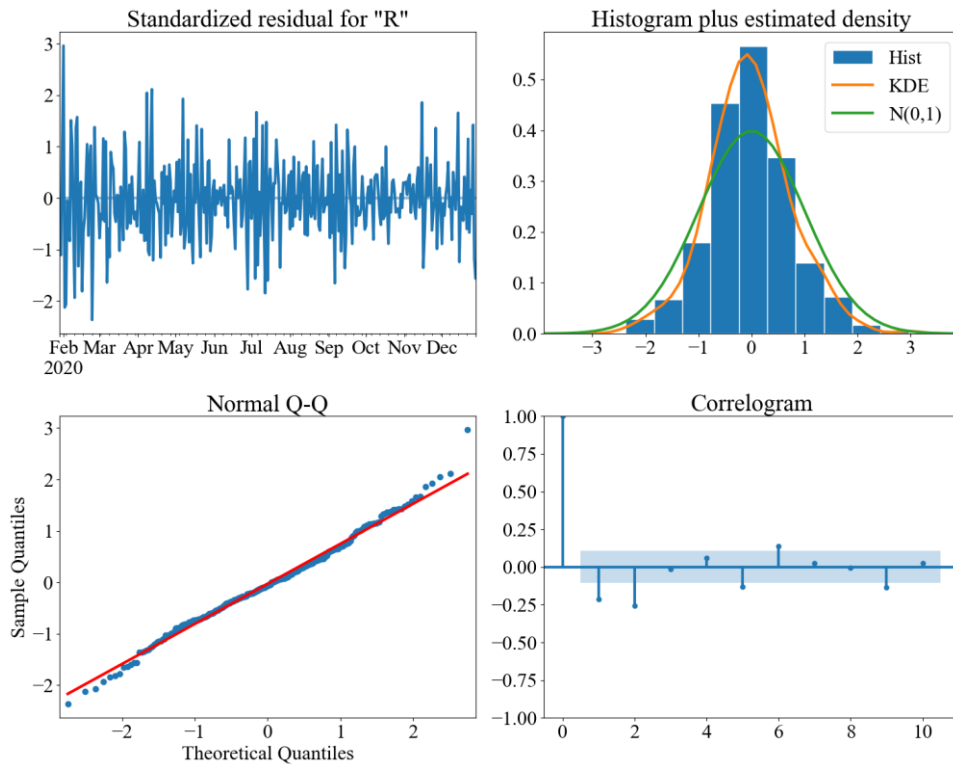 Standardized residual for "R"
3
2
1
0
−1
−2
Feb Mar Apr May Jun Jul Aug Sep Oct Nov Dec
2020
Histogram plus estimated density
Hist
KDE
N(0,1)
0.5
0.4
0.3
0.2
0.1
0.0
−3 −2 −1 0 1 2 3
Normal Q-Q
Sample Quantiles
3
2
1
0
−1
−2
−2 −1 0 1 2
Theoretical Quantiles
Correlogram
1.00
0.75
0.50
0.25
0.00
−0.25
−0.50
−0.75
−1.00
0 2 4 6 8 10